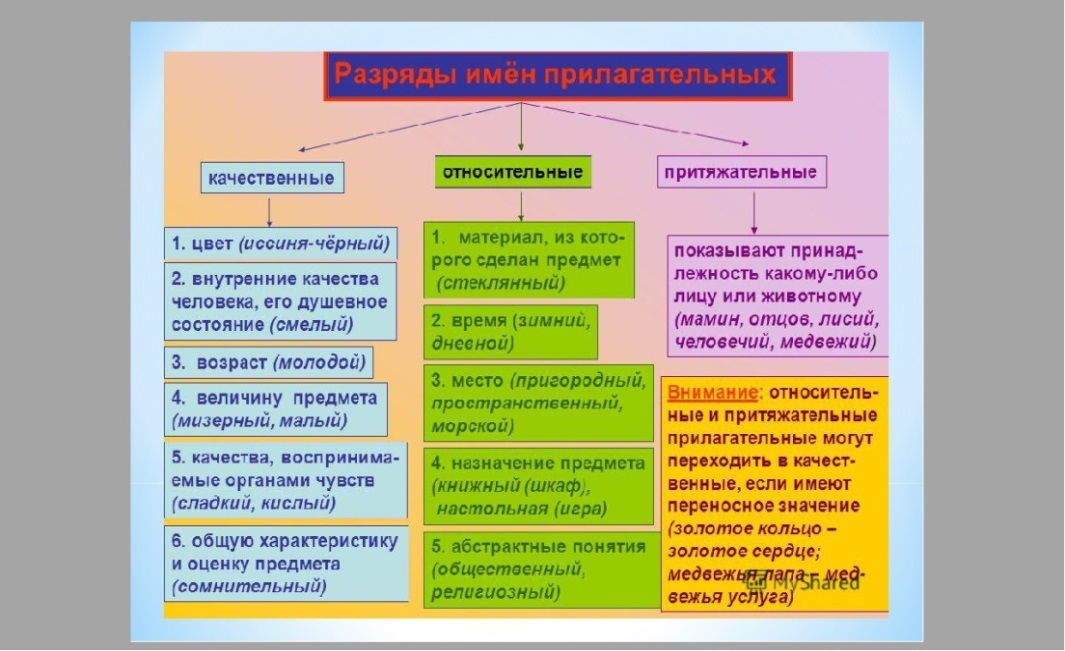 Разряды имён прилагательных
качественные
1. цвет (иссиня-чёрный)
2. внутренние качества
человека, его душевное
состояние (смелый)
3. возраст (молодой)
4. величину предмета
(мизерный, малый)
5. качества, воспринима-
емые органами чувств
(сладкий, кислый)
6. общую характеристику
и оценку предмета
(сомнительный)
относительные
1. материал, из кото-
рого сделан предмет
(стеклянный)
2. время (зимний,
дневной)
3. место (пригородный,
пространственный,
морской)
4. назначение предмета
(книжный (шкаф),
настольная (игра)
5. абстрактные понятия
(общественный,
религиозный)
притяжательные
показывают принад-
лежность какому-либо
лицу или животному
(мамин, отцов, лисий,
человечий, медвежий)
Внимание: относитель-
ные и притяжательные
прилагательные могут
переходить в качест-
венные, если имеют
переносное значение
(золотое кольцо –
золотое сердце;
медвежья лапа – мед-
вежья услуга)
MyShared